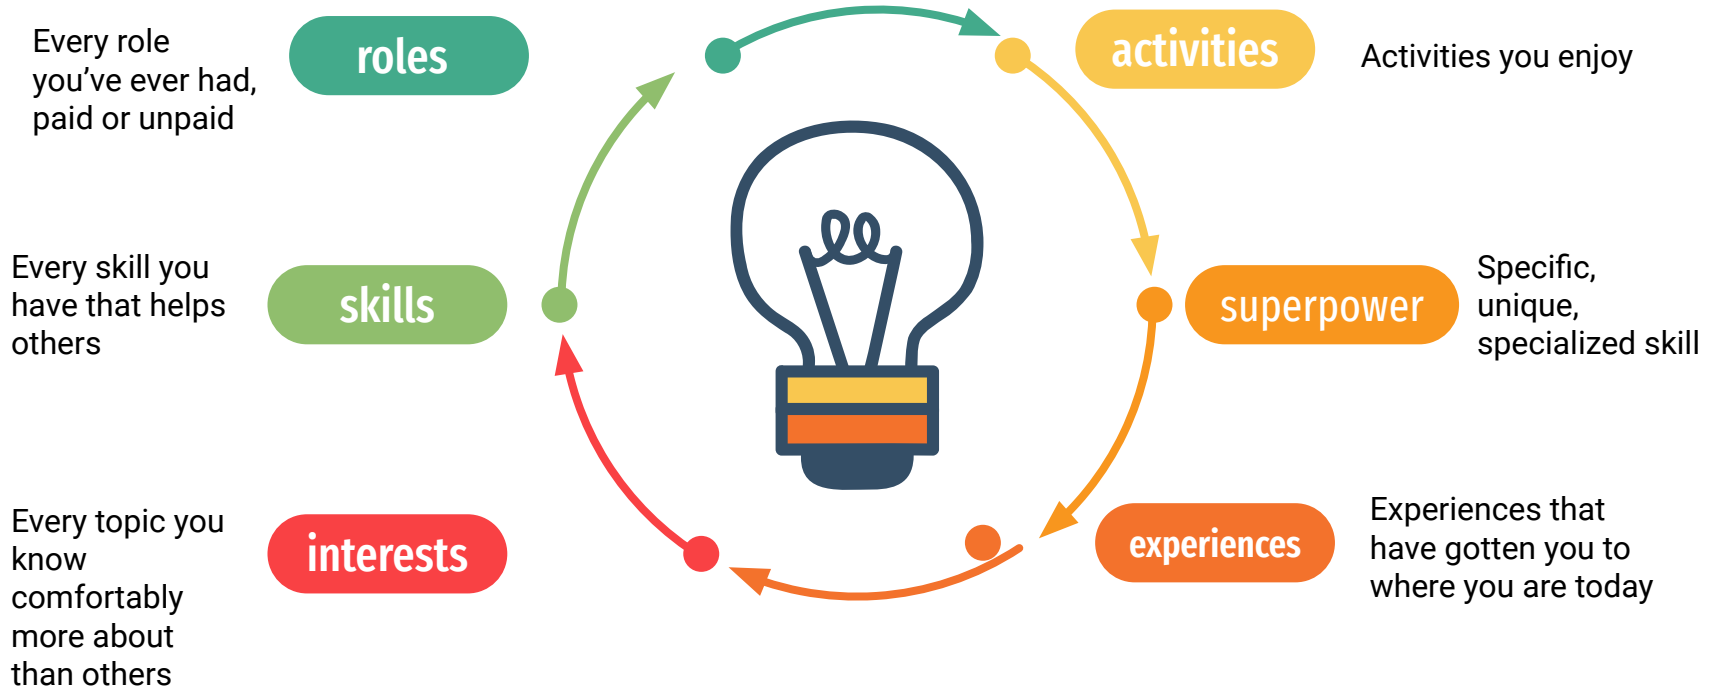 Every role
you've ever had,
paid or unpaid
roles
activities
Activities you enjoy
Every skill you
have that helps
others
skills
superpower
Specific,
unique,
specialized skill
Every topic you
know
comfortably
more about
than others
interests
experiences
Experiences that
have gotten you to
where you are today